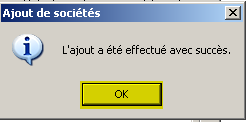 Ajout de sociétés
L'ajout a été effectué avec succès.
OK